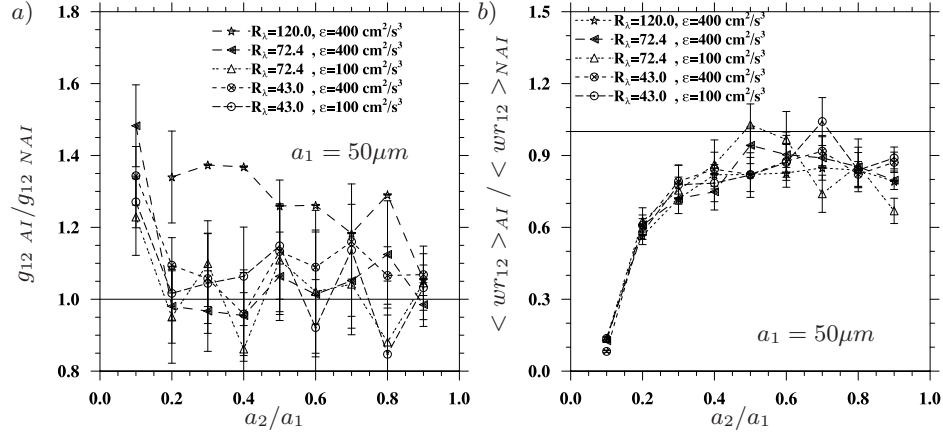 a)
1.8
1.6
1.4
1.2
1.0
0.8
g12 AI/g12 NAI
Rλ=120.0, ε=400 cm²/s³
Rλ=72.4 , ε=400 cm²/s³
Rλ=72.4 , ε=100 cm²/s³
Rλ=43.0 , ε=400 cm²/s³
Rλ=43.0 , ε=100 cm²/s³
a1 = 50μm
0.0 0.2 0.4 0.6 0.8 1.0
a2/a1
b)
1.5
1.2
0.9
0.6
0.3
0.0
< wr12 >AI / < wr12 >NAI
Rλ=120.0, ε=400 cm²/s³
Rλ=72.4 , ε=400 cm²/s³
Rλ=72.4 , ε=100 cm²/s³
Rλ=43.0 , ε=400 cm²/s³
Rλ=43.0 , ε=100 cm²/s³
a1 = 50μm
0.0 0.2 0.4 0.6 0.8 1.0
a2/a1